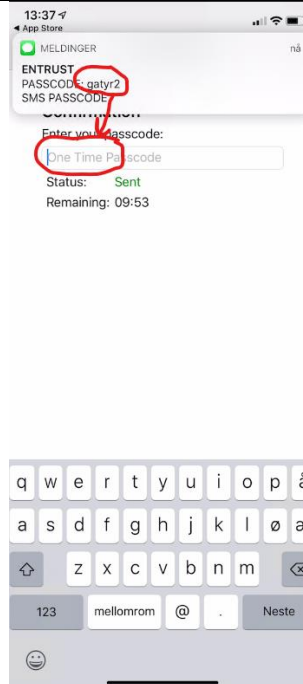 13:37
◀ App Store
MELDINGER
nå
ENTRUST
PASSCODE: gatyr2
SMS PASSCODE
Enter your passcode:
One Time Passcode
Status: Sent
Remaining: 09:53
q w e r t y u i o p å
a s d f g h j k l ø
z x c v b n m
123 mellomrom @ . Neste